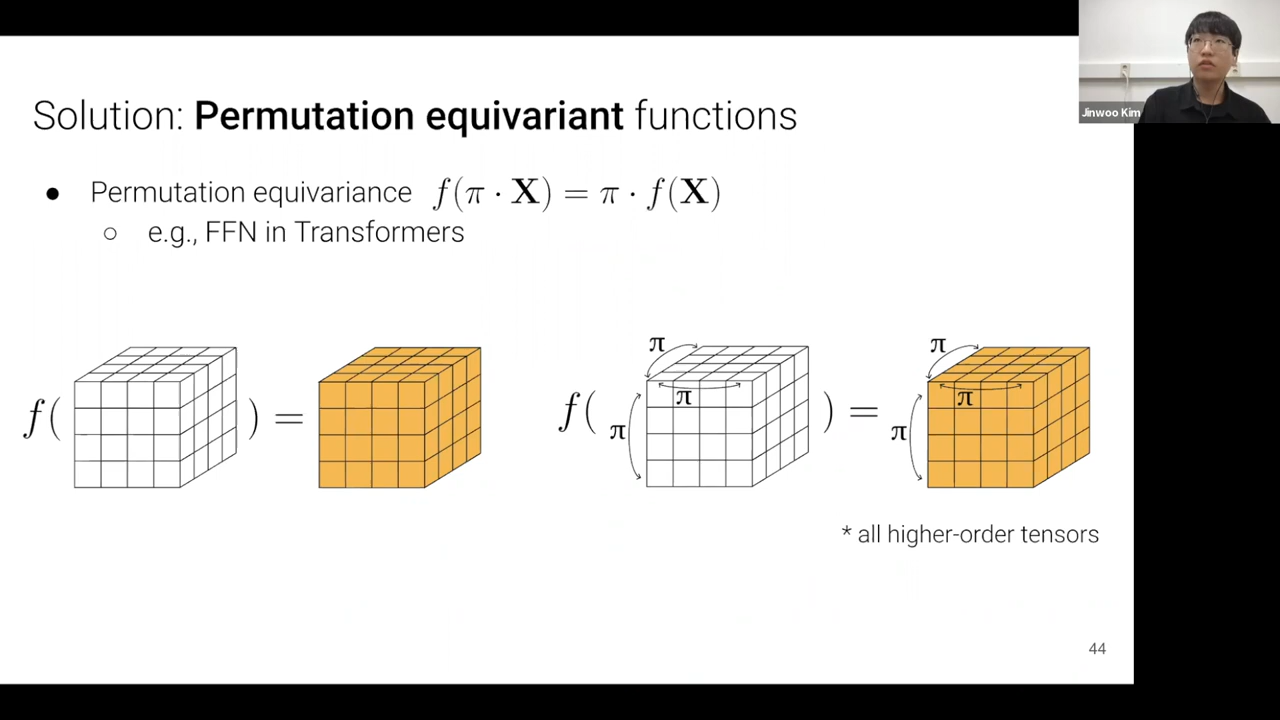 Jinwoo Kim
Solution: Permutation equivariant functions
● Permutation equivariance f(π · X) = π · f(X)
○ e.g., FFN in Transformers
f( ) =
π
π
π
f( ) =
π
π
π
* all higher-order tensors
44